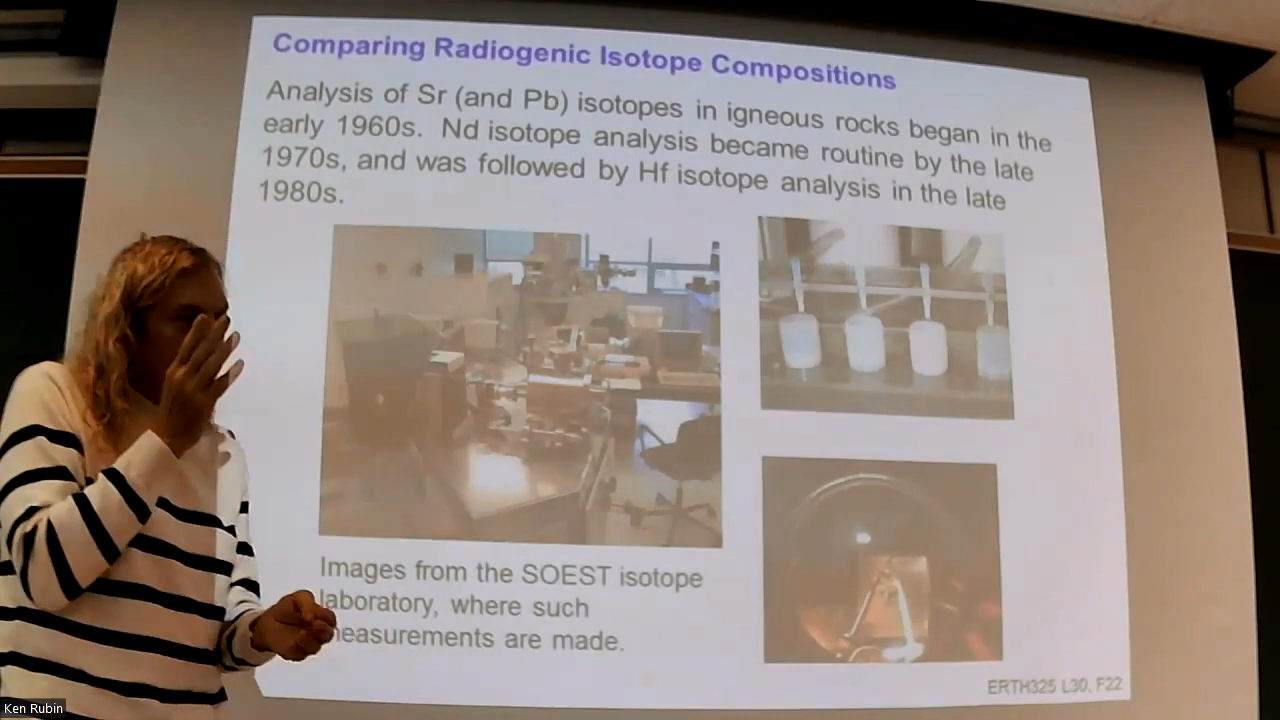 Comparing Radiogenic Isotope Compositions
Analysis of Sr (and Pb) isotopes in igneous rocks began in the
early 1960s. Nd isotope analysis became routine by the late
1970s, and was followed by Hf isotope analysis in the late
1980s.
Images from the SOEST isotope
laboratory, where such
measurements are made.
ERTH325 L30, F22
Ken Rubin